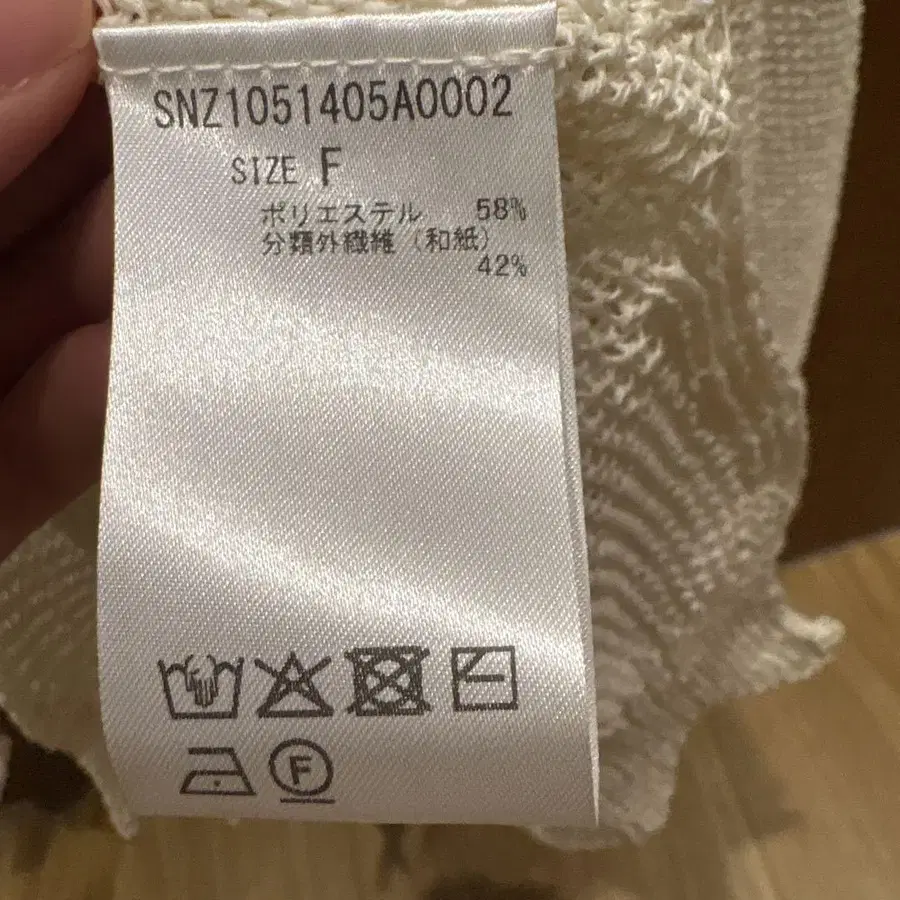 SNZ1051405A0002
SIZE F
ポリエステル 58%
分類外繊維（和紙）
42%
F